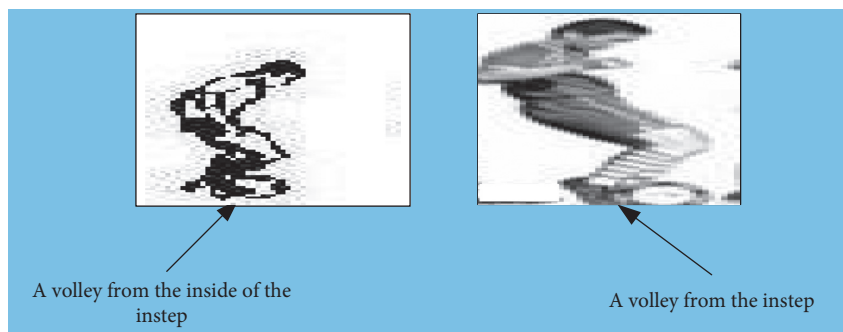 A volley from the inside of the
instep
A volley from the instep